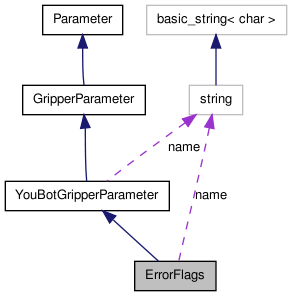 Parameter
basic_string< char >
GripperParameter
string
name
YouBotGripperParameter
name
ErrorFlags